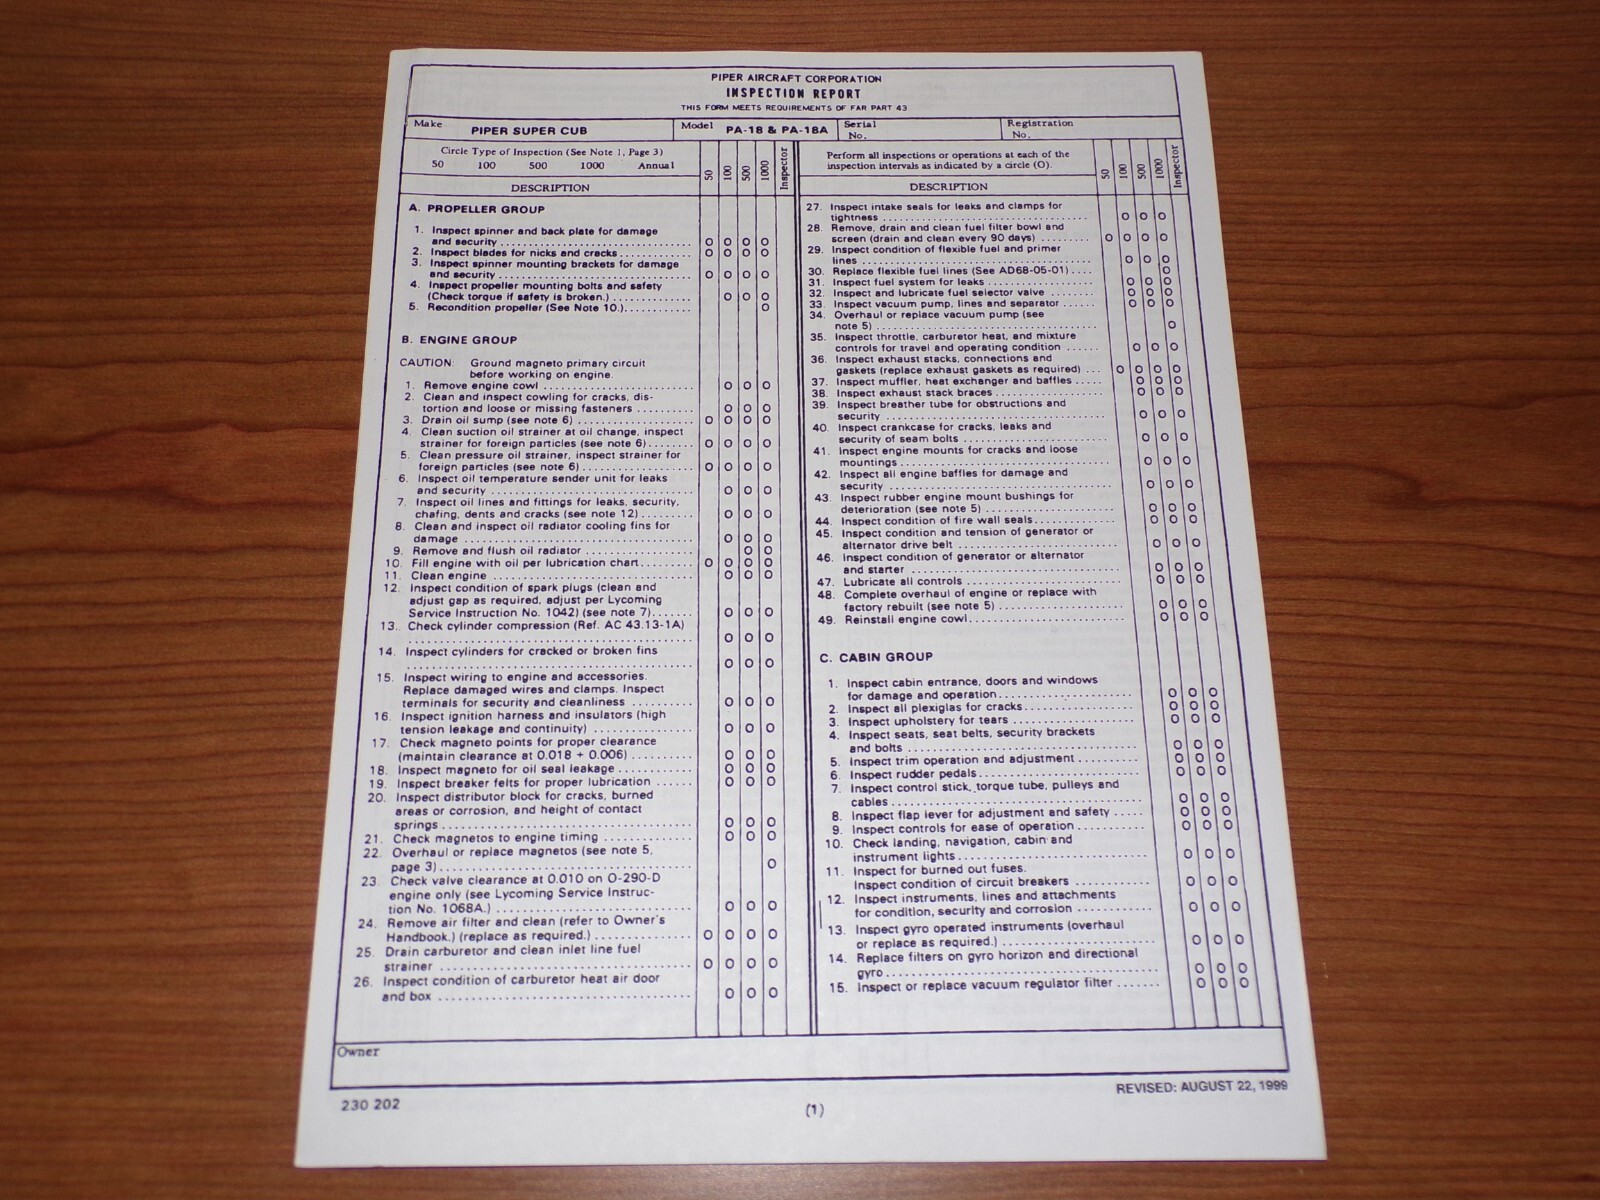 PIPER AIRCRAFT CORPORATION
INSPECTION REPORT
THIS FORM MEETS REQUIREMENTS OF FAR PART 43
Make PIPER SUPER CUB Model PA-18 & PA-18A Serial No. Registration No.
Circle Type of Inspection (See Note 1, Page 3)
50 100 500 1000 Annual
50 100 500 1000 Inspector
DESCRIPTION
A. PROPELLER GROUP
1. Inspect spinner and back plate for damage
and security O O O O
2. Inspect blades for nicks and cracks O O O O
3. Inspect spinner mounting brackets for damage
and security O O O O
4. Inspect propeller mounting bolts and safety
(Check torque if safety is broken.) O O O
5. Recondition propeller (See Note 10.) O
B. ENGINE GROUP
CAUTION: Ground magneto primary circuit
before working on engine.
1. Remove engine cowl O O O
2. Clean and inspect cowling for cracks, dis-
tortion and loose or missing fasteners O O O
3. Drain oil sump (see note 6) O O O O
4. Clean suction oil strainer at oil change, inspect
strainer for foreign particles (see note 6) O O O O
5. Clean pressure oil strainer, inspect strainer for
foreign particles (see note 6) O O O O
6. Inspect oil temperature sender unit for leaks
and security O O O
7. Inspect oil lines and fittings for leaks, security,
chafing, dents and cracks (see note 12) O O O
8. Clean and inspect oil radiator cooling fins for
damage O O O
9. Remove and flush oil radiator O O
10. Fill engine with oil per lubrication chart O O O O
11. Clean engine O O O
12. Inspect condition of spark plugs (clean and
adjust gap as required, adjust per Lycoming
Service Instruction No. 1042) (see note 7) O O O
13. Check cylinder compression (Ref. AC 43.13-1A)
O O O
14. Inspect cylinders for cracked or broken fins
O O O
15. Inspect wiring to engine and accessories.
Replace damaged wires and clamps. Inspect
terminals for security and cleanliness O O O
16. Inspect ignition harness and insulators (high
tension leakage and continuity) O O O
17. Check magneto points for proper clearance
(maintain clearance at 0.018 + 0.006) O O O
18. Inspect magneto for oil seal leakage O O O
19. Inspect breaker felts for proper lubrication O O O
20. Inspect distributor block for cracks, burned
areas or corrosion, and height of contact
springs O O O
21. Check magnetos to engine timing O O O
22. Overhaul or replace magnetos (see note 5,
page 3) O
23. Check valve clearance at 0.010 on O-290-D
engine only (see Lycoming Service Instruc-
tion No. 1068A.) O O O
24. Remove air filter and clean (refer to Owner's
Handbook.) (replace as required.) O O O O
25. Drain carburetor and clean inlet line fuel
strainer O O O O
26. Inspect condition of carburetor heat air door
and box O O O
Perform all inspections or operations at each of the
inspection intervals as indicated by a circle (O).
50 100 500 1000 Inspector
DESCRIPTION
27. Inspect intake seals for leaks and clamps for
tightness O O O
28. Remove, drain and clean fuel filter bowl and
screen (drain and clean every 90 days) O O O O
29. Inspect condition of flexible fuel and primer
lines O O O
30. Replace flexible fuel lines (See AD68-05-01) O
31. Inspect fuel system for leaks O O O
32. Inspect and lubricate fuel selector valve O O O
33. Inspect vacuum pump, lines and separator O O O
34. Overhaul or replace vacuum pump (see
note 5) O
35. Inspect throttle, carburetor heat, and mixture
controls for travel and operating condition O O O
36. Inspect exhaust stacks, connections and
gaskets (replace exhaust gaskets as required) O O O O
37. Inspect muffler, heat exchanger and baffles O O O
38. Inspect exhaust stack braces O O O
39. Inspect breather tube for obstructions and
security O O O
40. Inspect crankcase for cracks, leaks and
security of seam bolts O O O
41. Inspect engine mounts for cracks and loose
mountings O O O
42. Inspect all engine baffles for damage and
security O O O
43. Inspect rubber engine mount bushings for
deterioration (see note 5) O O O
44. Inspect condition of fire wall seals O O O
45. Inspect condition and tension of generator or
alternator drive belt O O O
46. Inspect condition of generator or alternator
and starter O O O
47. Lubricate all controls O O O
48. Complete overhaul of engine or replace with
factory rebuilt (see note 5) O O O
49. Reinstall engine cowl O O O
C. CABIN GROUP
1. Inspect cabin entrance, doors and windows
for damage and operation O O O
2. Inspect all plexiglas for cracks O O O
3. Inspect upholstery for tears O O O
4. Inspect seats, seat belts, security brackets
and bolts O O O
5. Inspect trim operation and adjustment O O O
6. Inspect rudder pedals O O O
7. Inspect control stick, torque tube, pulleys and
cables O O O
8. Inspect flap lever for adjustment and safety O O O
9. Inspect controls for ease of operation O O O
10. Check landing, navigation, cabin and
instrument lights O O O
11. Inspect for burned out fuses.
Inspect condition of circuit breakers O O O
12. Inspect instruments, lines and attachments
for condition, security and corrosion O O O
13. Inspect gyro operated instruments (overhaul
or replace as required.) O O O
14. Replace filters on gyro horizon and directional
gyro O O O
15. Inspect or replace vacuum regulator filter O O O
Owner
REVISED: AUGUST 22, 1999
230 202
(1)